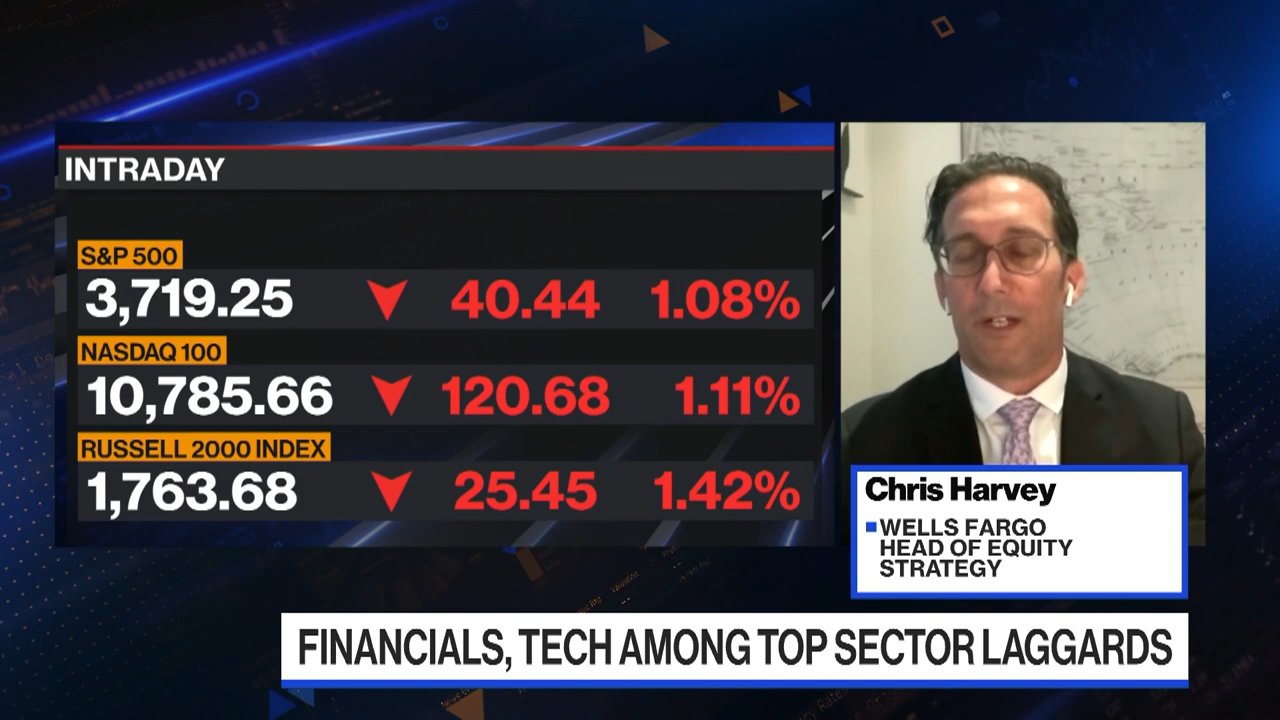 INTRADAY
S&P 500
3,719.25 40.44 1.08%
NASDAQ 100
10,785.66 120.68 1.11%
RUSSELL 2000 INDEX
1,763.68 25.45 1.42%
Chris Harvey
WELLS FARGO
HEAD OF EQUITY
STRATEGY
FINANCIALS, TECH AMONG TOP SECTOR LAGGARDS